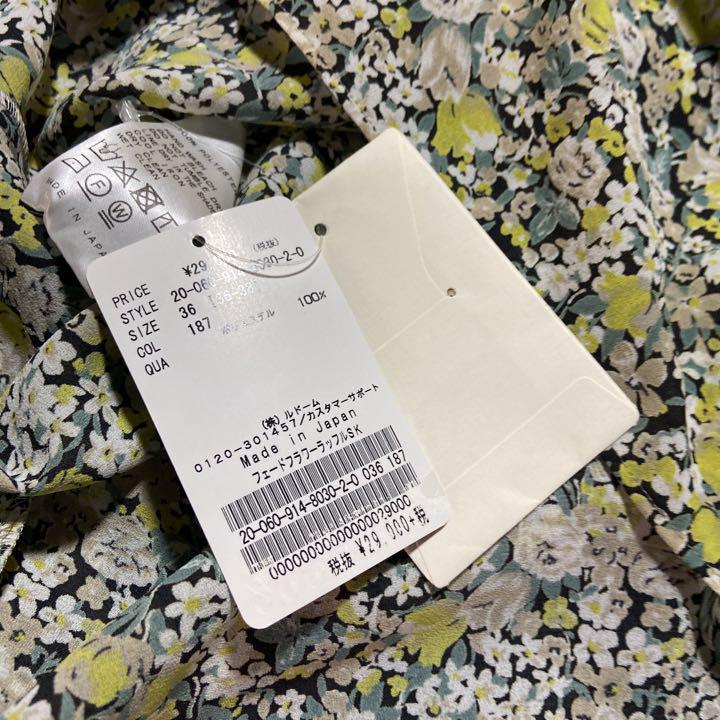 PRICE ¥29 (税抜)
STYLE 20-060-914-8030-2-0
SIZE 36
COL 187 100%
QUA
(株) ルドーム
0120-301457/カスタマーサポート
Made in Japan
フェードフラワーラッフルSK
20-060-914-8030-2-0 036 187
税抜 ¥29,000+税
MADE IN JAPAN